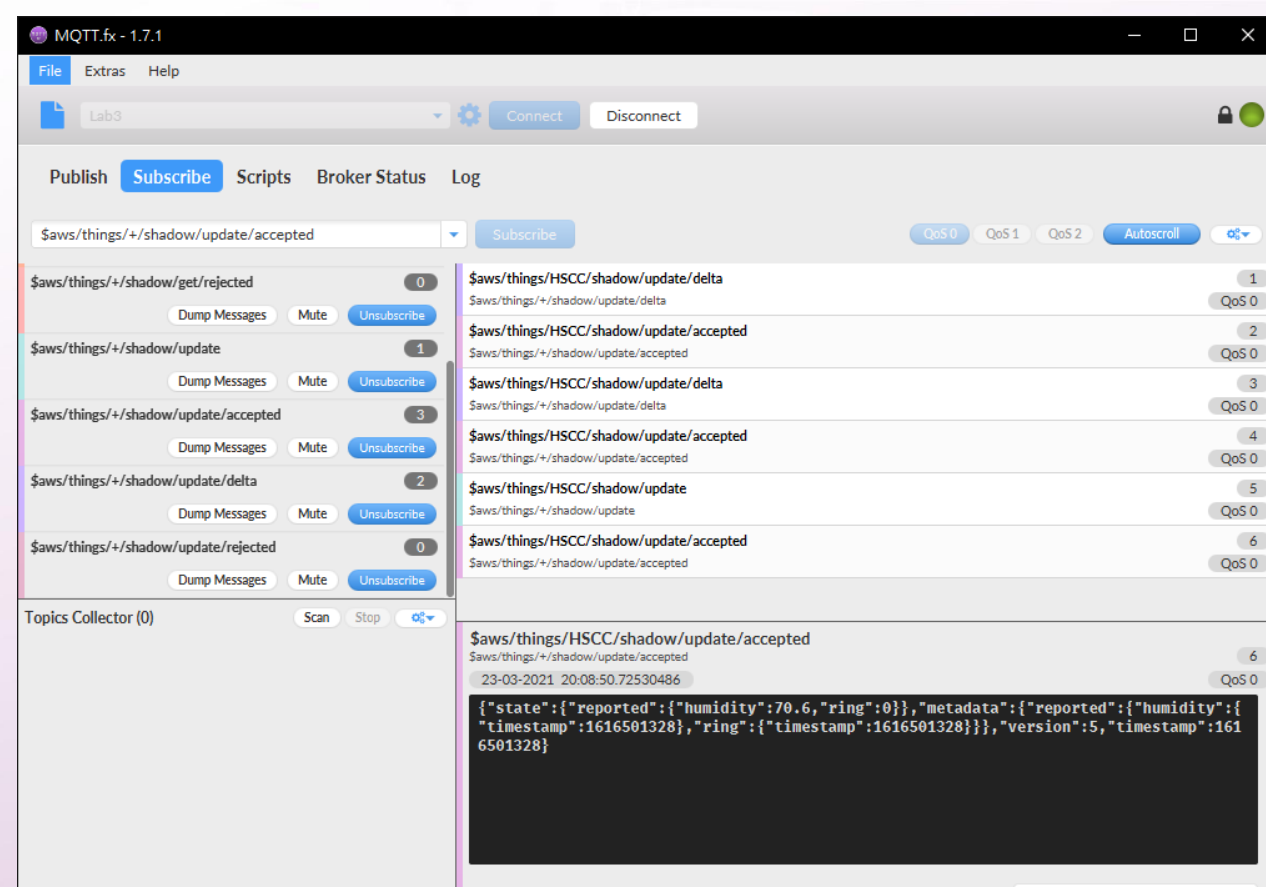 MQTT.fx - 1.7.1
File Extras Help
Lab3 Connect Disconnect
Publish Subscribe Scripts Broker Status Log
$aws/things/+/shadow/update/accepted Subscribe QoS 0 QoS 1 QoS 2 Autoscroll
$aws/things/+/shadow/get/rejected 0
Dump Messages Mute Unsubscribe
$aws/things/+/shadow/update 1
Dump Messages Mute Unsubscribe
$aws/things/+/shadow/update/accepted 3
Dump Messages Mute Unsubscribe
$aws/things/+/shadow/update/delta 2
Dump Messages Mute Unsubscribe
$aws/things/+/shadow/update/rejected 0
Dump Messages Mute Unsubscribe
Topics Collector (0) Scan Stop
$aws/things/HSCC/shadow/update/delta 1
$aws/things/+/shadow/update/delta QoS 0
$aws/things/HSCC/shadow/update/accepted 2
$aws/things/+/shadow/update/accepted QoS 0
$aws/things/HSCC/shadow/update/delta 3
$aws/things/+/shadow/update/delta QoS 0
$aws/things/HSCC/shadow/update/accepted 4
$aws/things/+/shadow/update/accepted QoS 0
$aws/things/HSCC/shadow/update 5
$aws/things/+/shadow/update QoS 0
$aws/things/HSCC/shadow/update/accepted 6
$aws/things/+/shadow/update/accepted QoS 0
$aws/things/HSCC/shadow/update/accepted
$aws/things/+/shadow/update/accepted 6
23-03-2021 20:08:50.72530486 QoS 0
{"state":{"reported":{"humidity":70.6,"ring":0}},"metadata":{"reported":{"humidity":{
"timestamp":1616501328},"ring":{"timestamp":1616501328}}},"version":5,"timestamp":161
6501328}